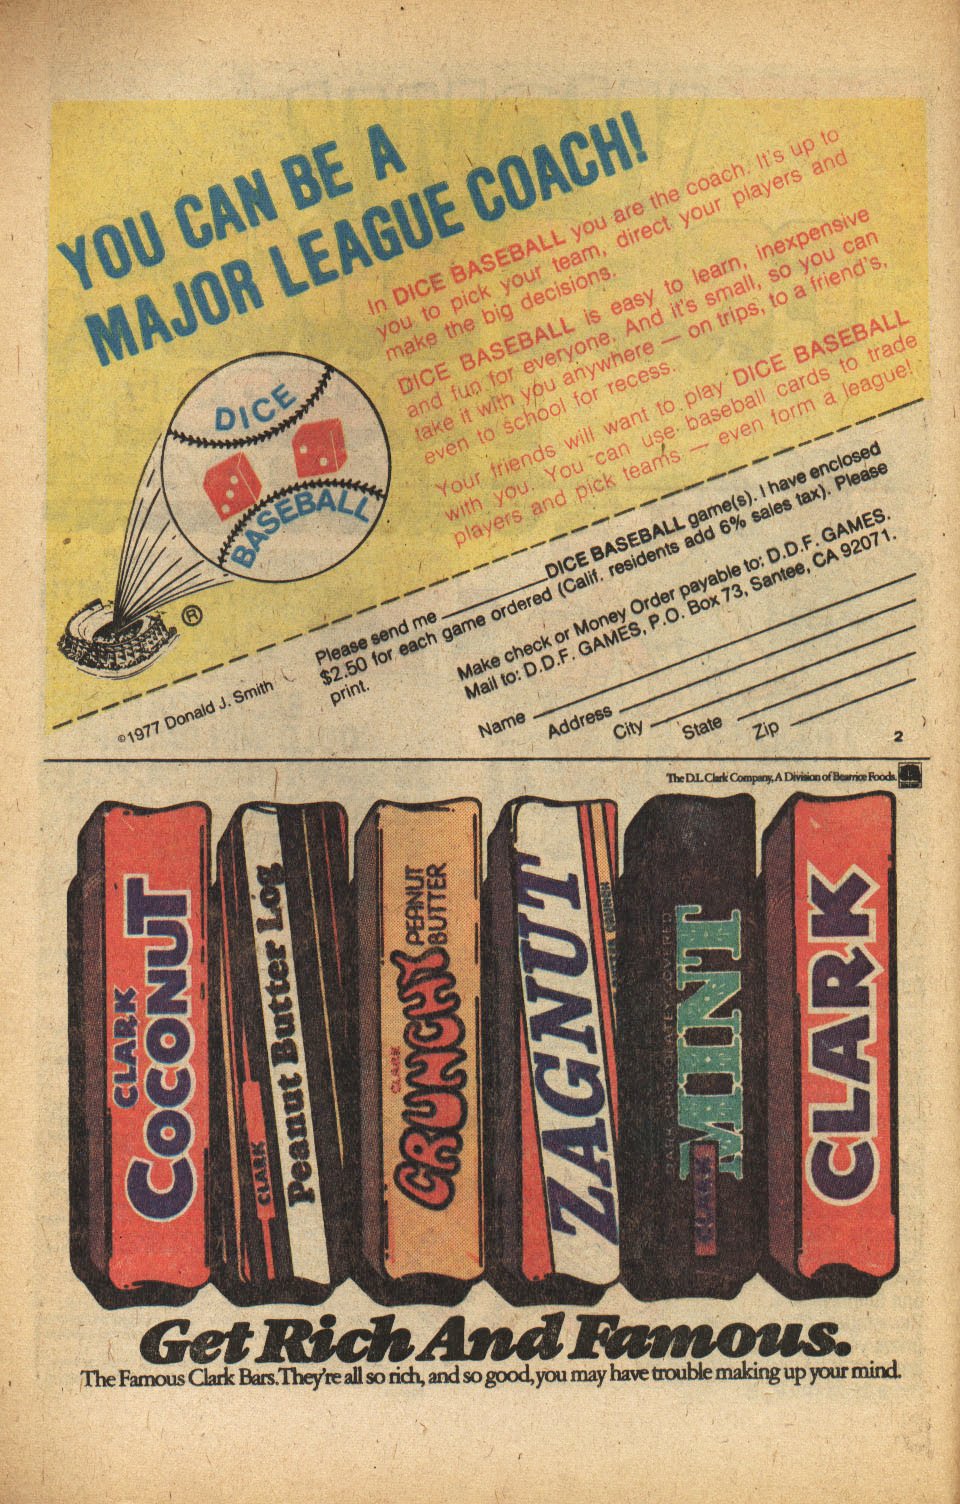 YOU CAN BE A
MAJOR LEAGUE COACH!
In DICE BASEBALL you are the coach. It's up to
you to pick your team, direct your players and
make the big decisions.
DICE BASEBALL is easy to learn, inexpensive
and fun for everyone. And it's small, so you can
take it with you anywhere — on trips, to a friend's,
even to school for recess.
Your friends will want to play DICE BASEBALL
with you. You can use baseball cards to trade
players and pick teams — even form a league!
DICE
BASEBALL
®
Please send me DICE BASEBALL game(s). I have enclosed
$2.50 for each game ordered (Calif. residents add 6% sales tax). Please
print.
Make check or Money Order payable to: D.D.F. GAMES.
Mail to: D.D.F. GAMES, P.O. Box 73, Santee, CA 92071.
©1977 Donald J. Smith
Name
Address
City
State
Zip
2
The D.L. Clark Company, A Division of Beatrice Foods.
CLARK
COCONUT
CLARK
Peanut Butter Log
CLARK
CRUNCHY
PEANUT
BUTTER
ZAGNUT
DARK CHOCOLATEY COVERED
MINT
CLARK
CLARK
Get Rich And Famous.
The Famous Clark Bars. They're all so rich, and so good, you may have trouble making up your mind.